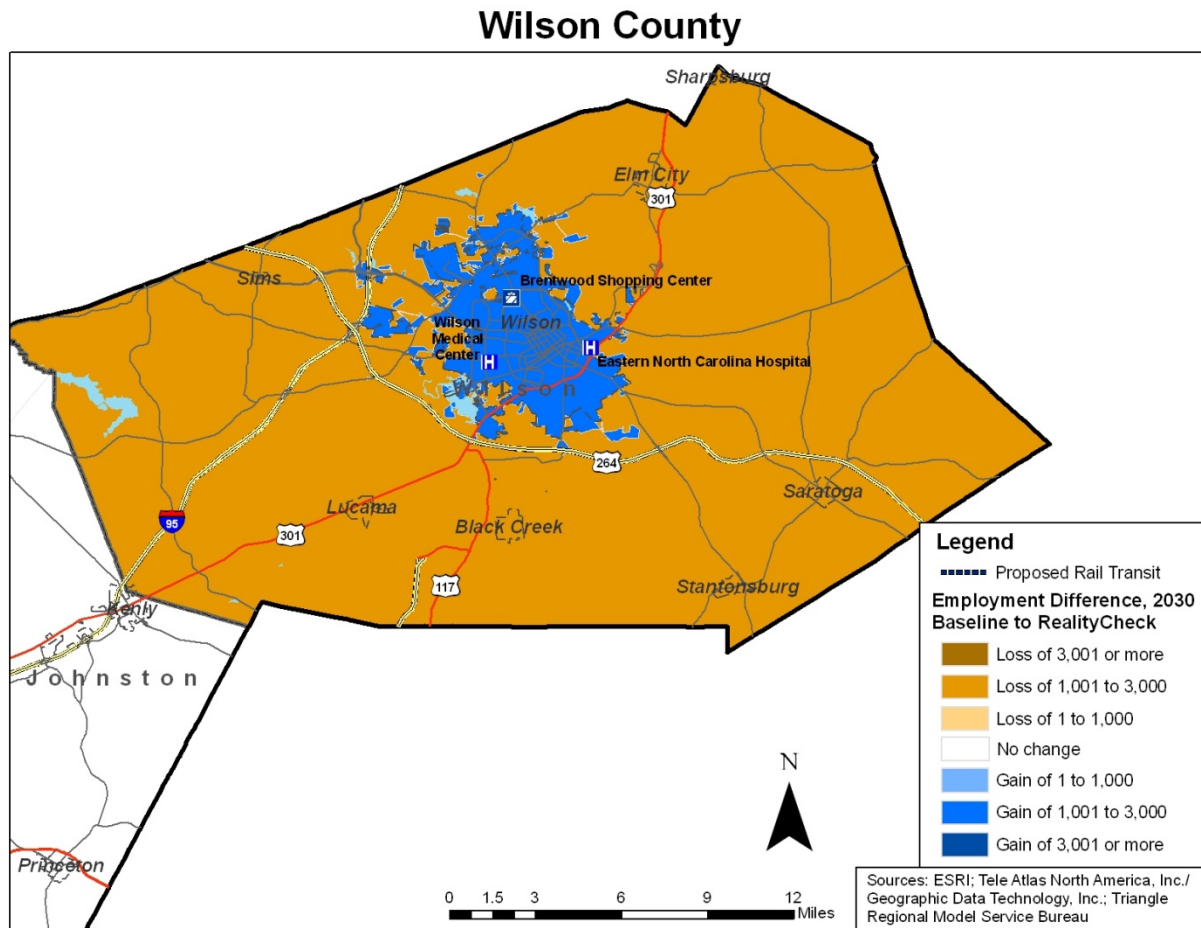 Wilson County
Sharpsburg
Elm City
301
Sims
Brentwood Shopping Center
Wilson
Wilson
Medical
Center
H
H
Eastern North Carolina Hospital
Wilson
264
Saratoga
Lucama
95
301
Black Creek
117
Stantonsburg
Kenly
Johnston
Princeton
N
0 1.5 3 6 9 12
Miles
Legend
Proposed Rail Transit
Employment Difference, 2030
Baseline to RealityCheck
Loss of 3,001 or more
Loss of 1,001 to 3,000
Loss of 1 to 1,000
No change
Gain of 1 to 1,000
Gain of 1,001 to 3,000
Gain of 3,001 or more
Sources: ESRI; Tele Atlas North America, Inc./
Geographic Data Technology, Inc.; Triangle
Regional Model Service Bureau